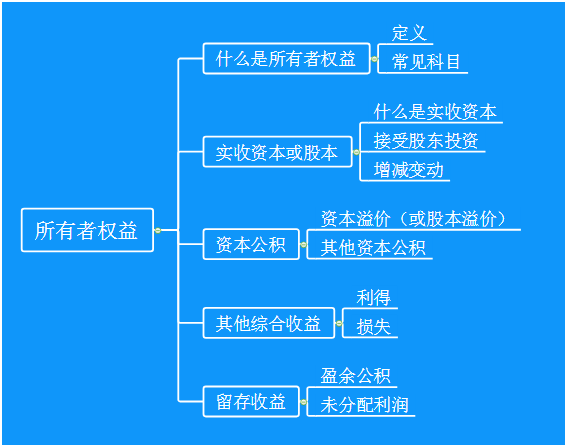 什么是所有者权益
定义
常见科目
实收资本或股本
什么是实收资本
接受股东投资
增减变动
所有者权益
资本公积
资本溢价（或股本溢价）
其他资本公积
其他综合收益
利得
损失
留存收益
盈余公积
未分配利润